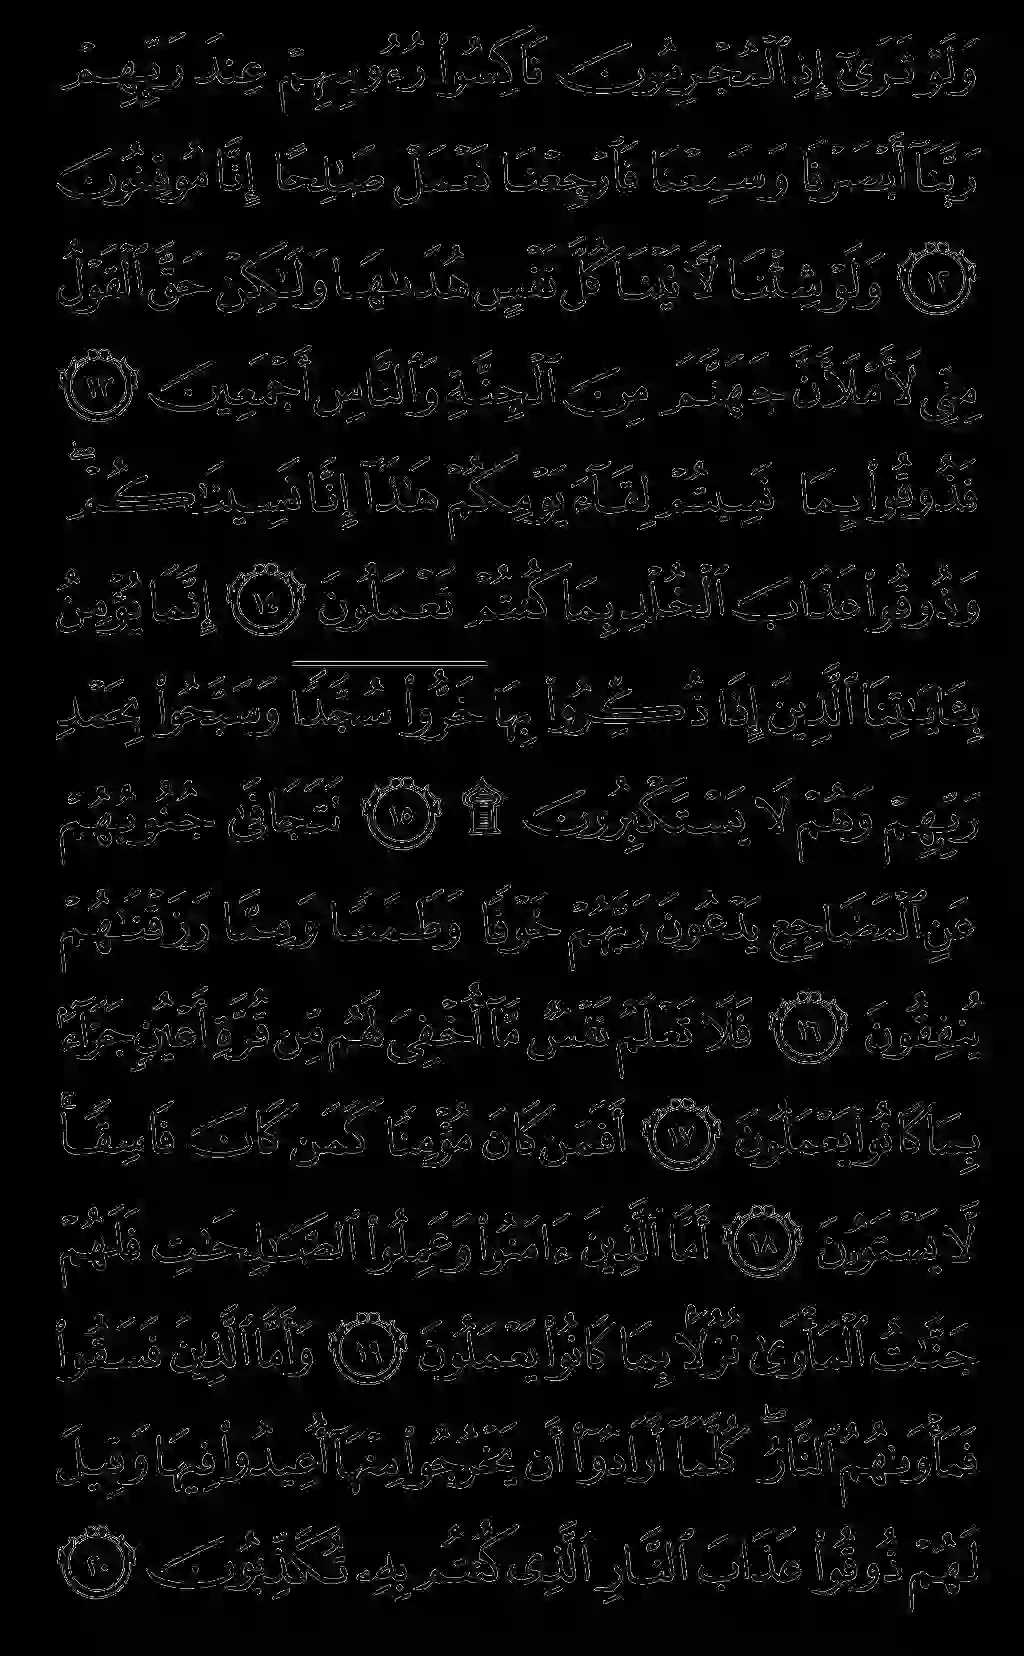 وَلَوْ تَرَىٰٓ إِذِ ٱلْمُجْرِمُونَ نَاكِسُوا۟ رُءُوسِهِمْ عِندَ رَبِّهِمْ
رَبَّنَآ أَبْصَرْنَا وَسَمِعْنَا فَٱرْجِعْنَا نَعْمَلْ صَـٰلِحًا إِنَّا مُوقِنُونَ
١٢ وَلَوْ شِئْنَا لَـَٔاتَيْنَا كُلَّ نَفْسٍ هُدَىٰهَا وَلَـٰكِنْ حَقَّ ٱلْقَوْلُ
مِنِّى لَأَمْلَأَنَّ جَهَنَّمَ مِنَ ٱلْجِنَّةِ وَٱلنَّاسِ أَجْمَعِينَ ١٣
فَذُوقُوا۟ بِمَا نَسِيتُمْ لِقَآءَ يَوْمِكُمْ هَـٰذَآ إِنَّا نَسِينَـٰكُمْ ۖ
وَذُوقُوا۟ عَذَابَ ٱلْخُلْدِ بِمَا كُنتُمْ تَعْمَلُونَ ١٤ إِنَّمَا يُؤْمِنُ
بِـَٔايَـٰتِنَا ٱلَّذِينَ إِذَا ذُكِّرُوا۟ بِهَا خَرُّوا۟ سُجَّدًا وَسَبَّحُوا۟ بِحَمْدِ
رَبِّهِمْ وَهُمْ لَا يَسْتَكْبِرُونَ ۩ ١٥ تَتَجَافَىٰ جُنُوبُهُمْ
عَنِ ٱلْمَضَاجِعِ يَدْعُونَ رَبَّهُمْ خَوْفًا وَطَمَعًا وَمِمَّا رَزَقْنَـٰهُمْ
يُنفِقُونَ ١٦ فَلَا تَعْلَمُ نَفْسٌ مَّآ أُخْفِىَ لَهُم مِّن قُرَّةِ أَعْيُنٍ جَزَآءًۢ
بِمَا كَانُوا۟ يَعْمَلُونَ ١٧ أَفَمَن كَانَ مُؤْمِنًا كَمَن كَانَ فَاسِقًا ۚ
لَّا يَسْتَوُۥنَ ١٨ أَمَّا ٱلَّذِينَ ءَامَنُوا۟ وَعَمِلُوا۟ ٱلصَّـٰلِحَـٰتِ فَلَهُمْ
جَنَّـٰتُ ٱلْمَأْوَىٰ نُزُلًۢا بِمَا كَانُوا۟ يَعْمَلُونَ ١٩ وَأَمَّا ٱلَّذِينَ فَسَقُوا۟
فَمَأْوَىٰهُمُ ٱلنَّارُ ۖ كُلَّمَآ أَرَادُوٓا۟ أَن يَخْرُجُوا۟ مِنْهَآ أُعِيدُوا۟ فِيهَا وَقِيلَ
لَهُمْ ذُوقُوا۟ عَذَابَ ٱلنَّارِ ٱلَّذِى كُنتُم بِهِۦ تُكَذِّبُونَ ٢٠